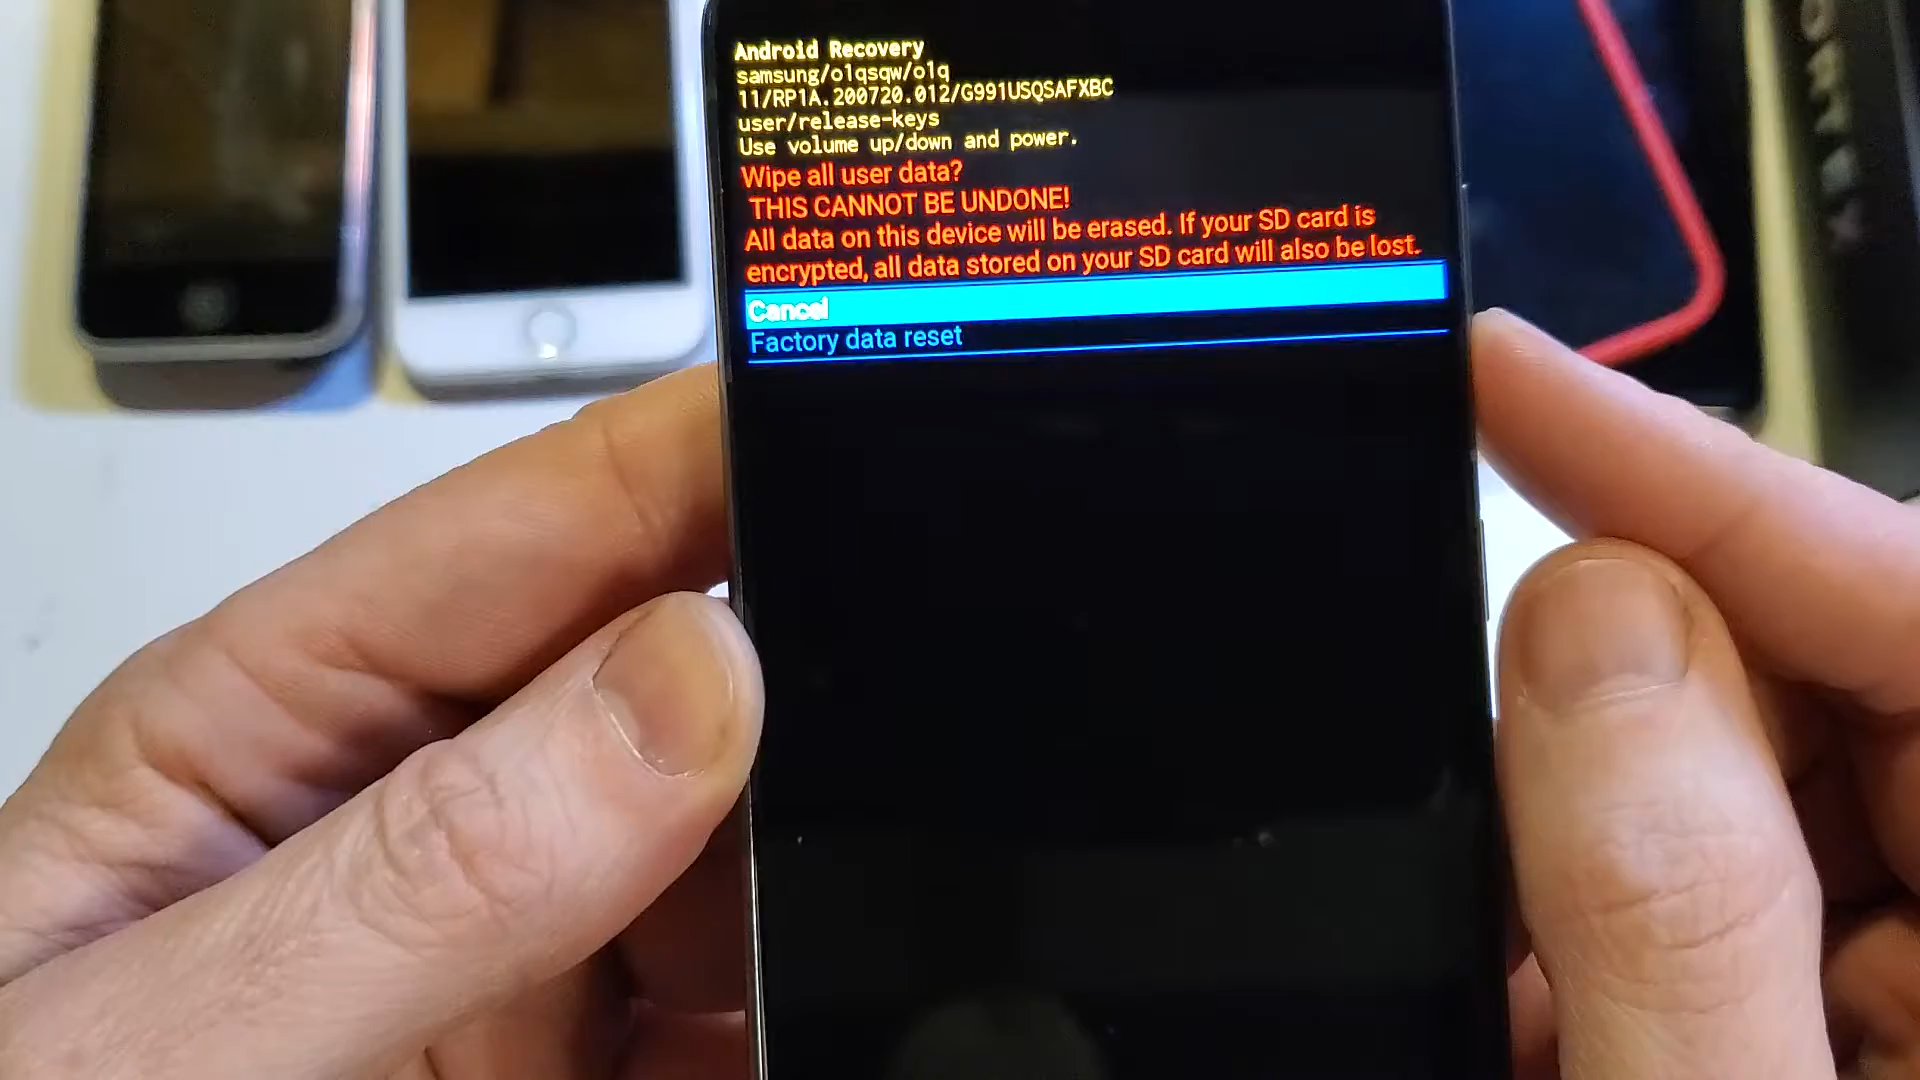 Android Recovery
samsung/o1qsqw/o1q
11/RP1A.200720.012/G991USQSAFXBC
user/release-keys
Use volume up/down and power.
Wipe all user data?
THIS CANNOT BE UNDONE!
All data on this device will be erased. If your SD card is
encrypted, all data stored on your SD card will also be lost.
Cancel
Factory data reset